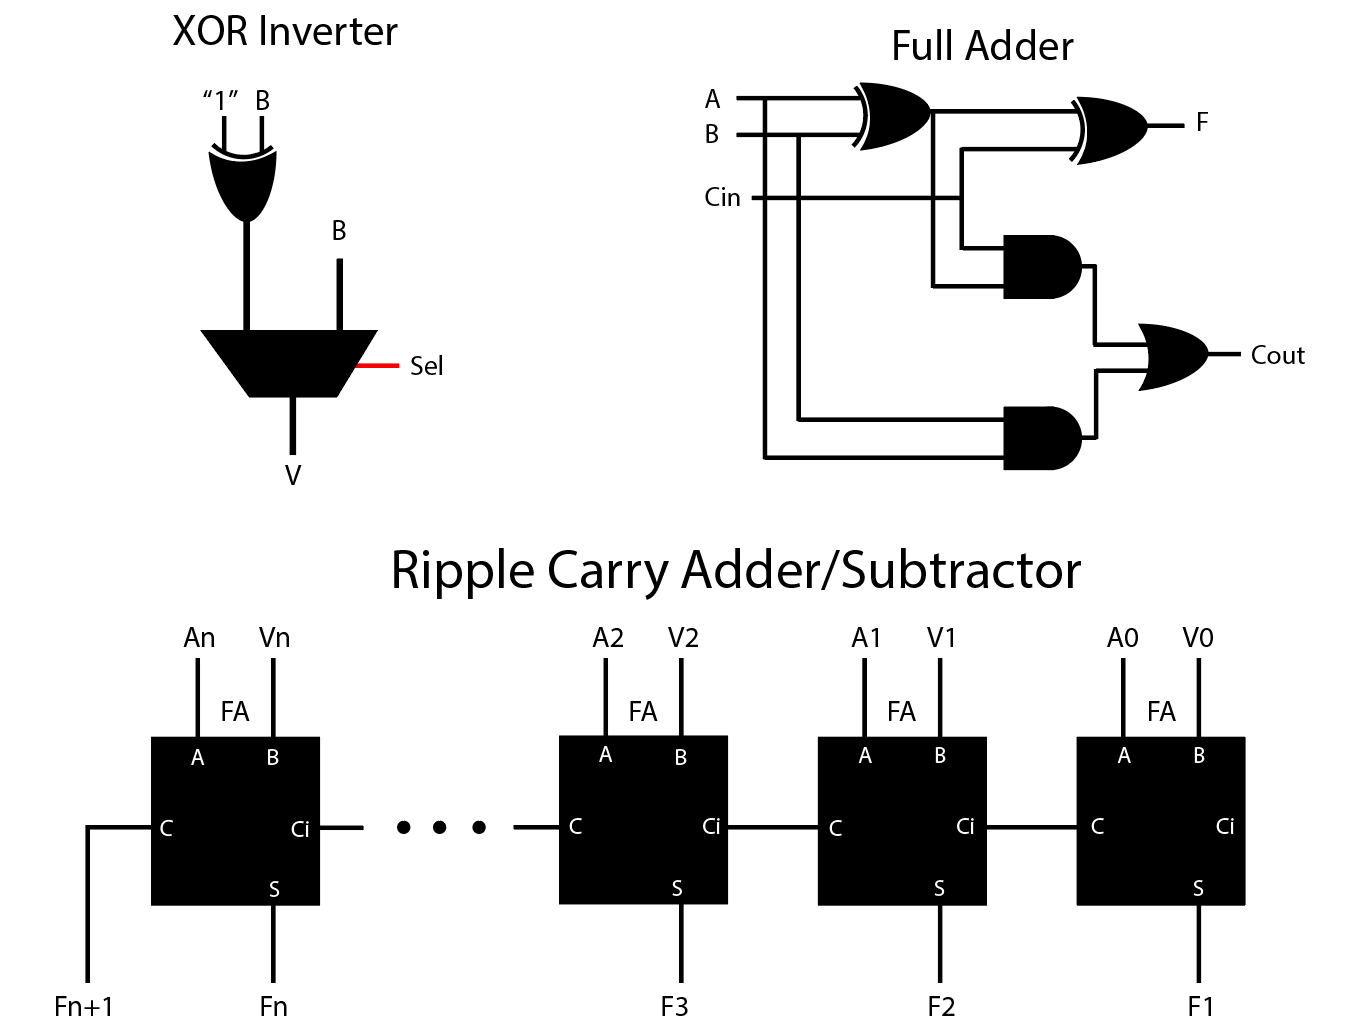 XOR Inverter
“1” B
B
Sel
V
Full Adder
A
B
Cin
F
Cout
Ripple Carry Adder/Subtractor
An Vn A2 V2 A1 V1 A0 V0
FA FA FA FA
A B A B A B A B
C Ci C Ci C Ci C Ci
S S S S
Fn+1 Fn F3 F2 F1